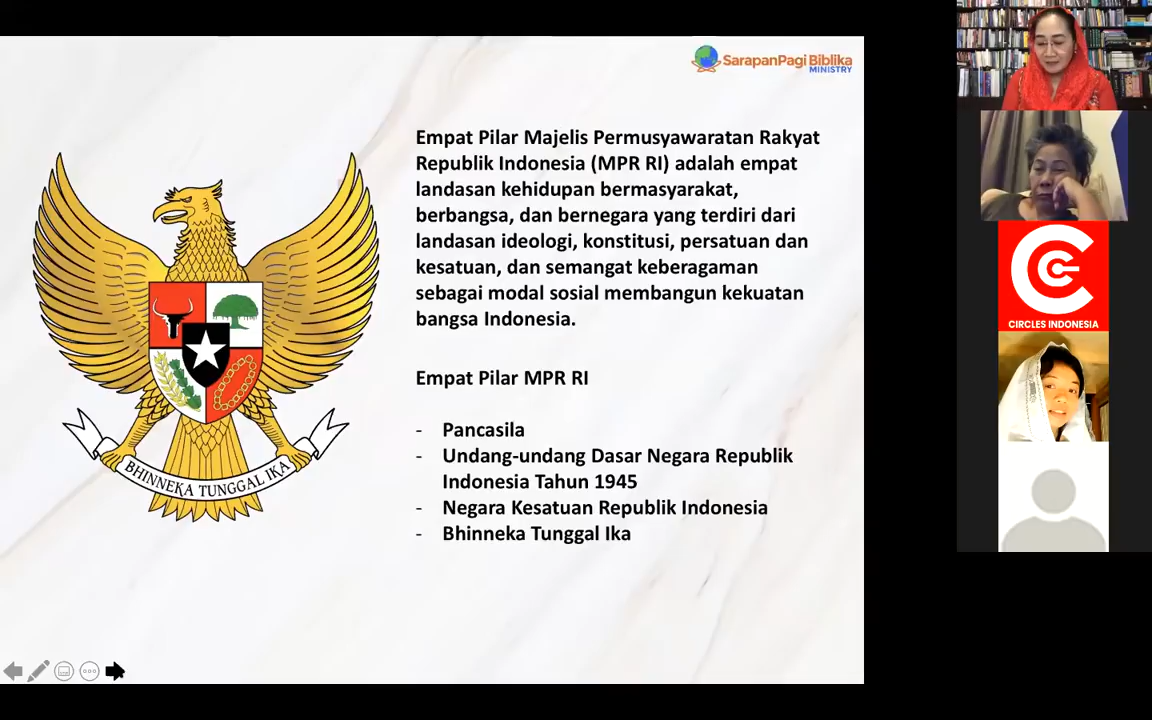 SarapanPagi Biblika
MINISTRY
Empat Pilar Majelis Permusyawaratan Rakyat
Republik Indonesia (MPR RI) adalah empat
landasan kehidupan bermasyarakat,
berbangsa, dan bernegara yang terdiri dari
landasan ideologi, konstitusi, persatuan dan
kesatuan, dan semangat keberagaman
sebagai modal sosial membangun kekuatan
bangsa Indonesia.
Empat Pilar MPR RI
- Pancasila
- Undang-undang Dasar Negara Republik
Indonesia Tahun 1945
- Negara Kesatuan Republik Indonesia
- Bhinneka Tunggal Ika
BHINNEKA TUNGGAL IKA
CIRCLES INDONESIA